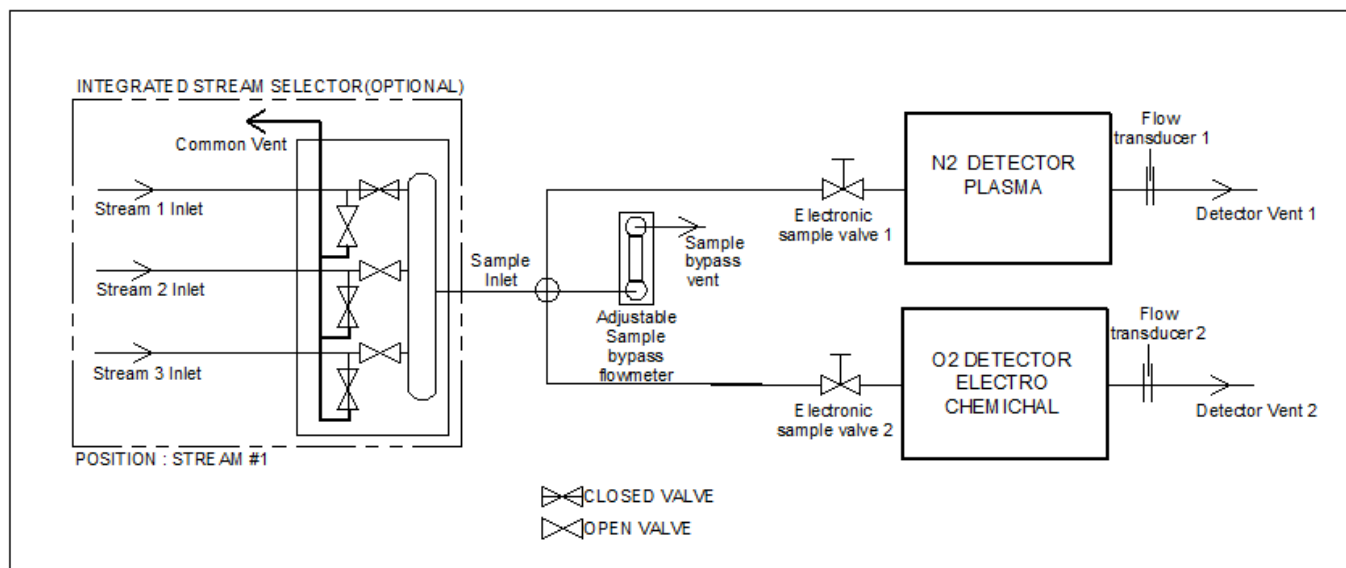 INTEGRATED STREAM SELECTOR(OPTIONAL)
Common Vent
Stream 1 Inlet
Stream 2 Inlet
Stream 3 Inlet
POSITION : STREAM #1
Sample
Inlet
Sample
bypass
vent
Adjustable
Sample
bypass
flowmeter
Electronic
sample valve 1
N2 DETECTOR
PLASMA
Flow
transducer 1
Detector Vent 1
Electronic
sample valve 2
O2 DETECTOR
ELECTRO
CHEMICHAL
Flow
transducer 2
Detector Vent 2
CLOSED VALVE
OPEN VALVE